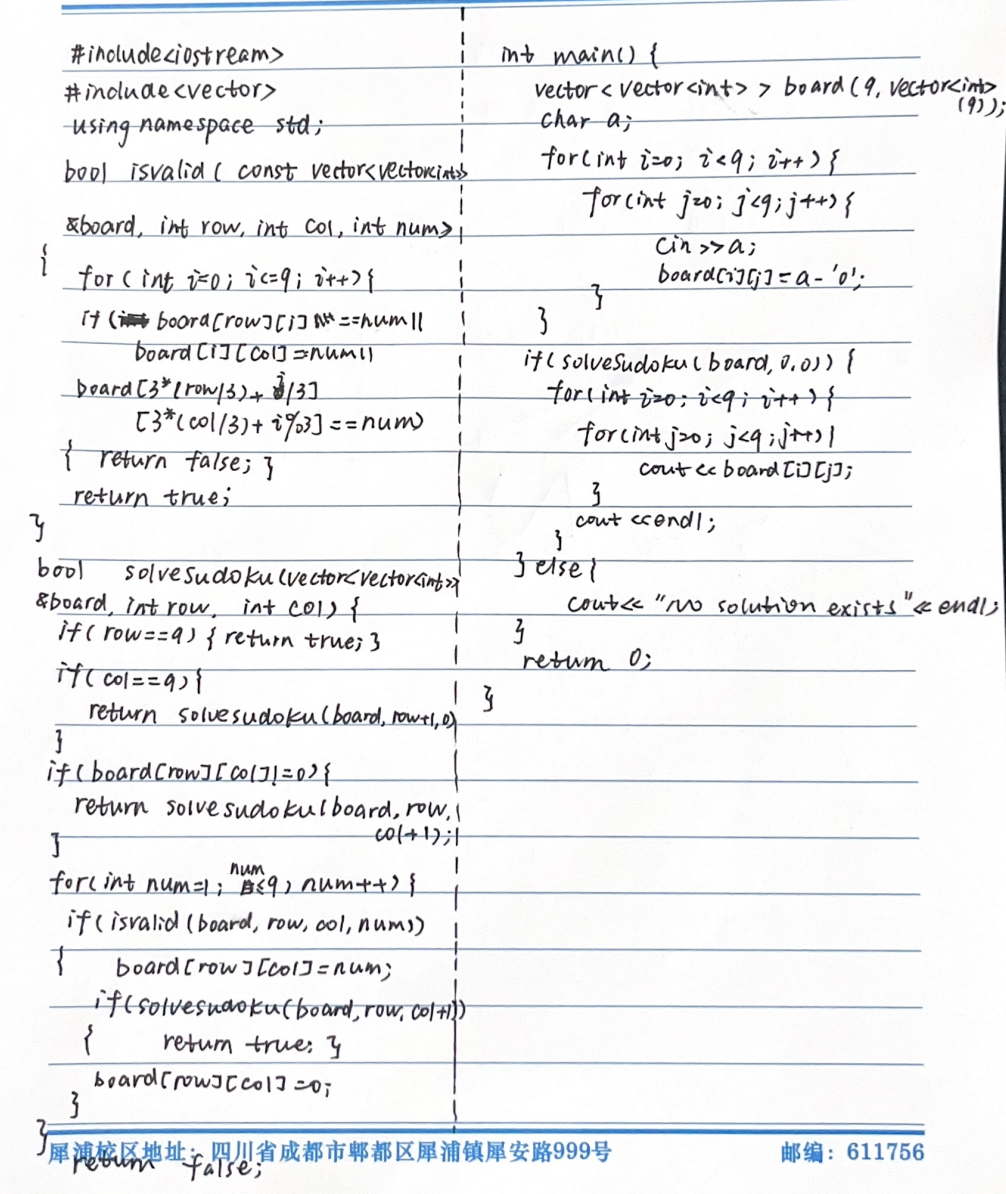 #include<iostream>
#include<vector>
using namespace std;
bool isvalid( const vector<vector<int>>
&board, int row, int col, int num>
{
for( int i=0; i<=9; i++){
if( board[row][i] ==num||
board[i][col]==num||
board[3*(row/3)+ i/3]
[3*(col/3)+i%3]==num)
{ return false; }
return true;
}
bool solvesudoku(vector<vector<int>>
&board, int row, int col) {
if(row==9) { return true; }
if(col==9){
return solvesudoku(board, row+1,0)
}
if(board[row][col]!=0){
return solvesudoku(board, row,
col+1);
}
for(int num=1; num≤9; num++){
if(isvalid(board, row, col, num))
{ board[row][col]=num;
if(solvesudoku(board, row, col+1))
{ return true; }
board[row][col]=0;
}
}
return false;
int main() {
vector<vector<int> > board(9, vector<int>
(9));
char a;
for(int i=0; i<9; i++){
for(int j=0; j<9; j++){
cin>>a;
board[i][j]=a-'0';
}
}
if(solvesudoku(board, 0,0)) {
for(int i=0; i<9; i++){
for(int j=0; j<9; j++){
cout<<board[i][j];
}
cout<<endl;
}
} else {
cout<< "no solution exists"<< endl;
}
return 0;
}
犀浦校区地址：四川省成都市郫都区犀浦镇犀安路999号 邮编：611756